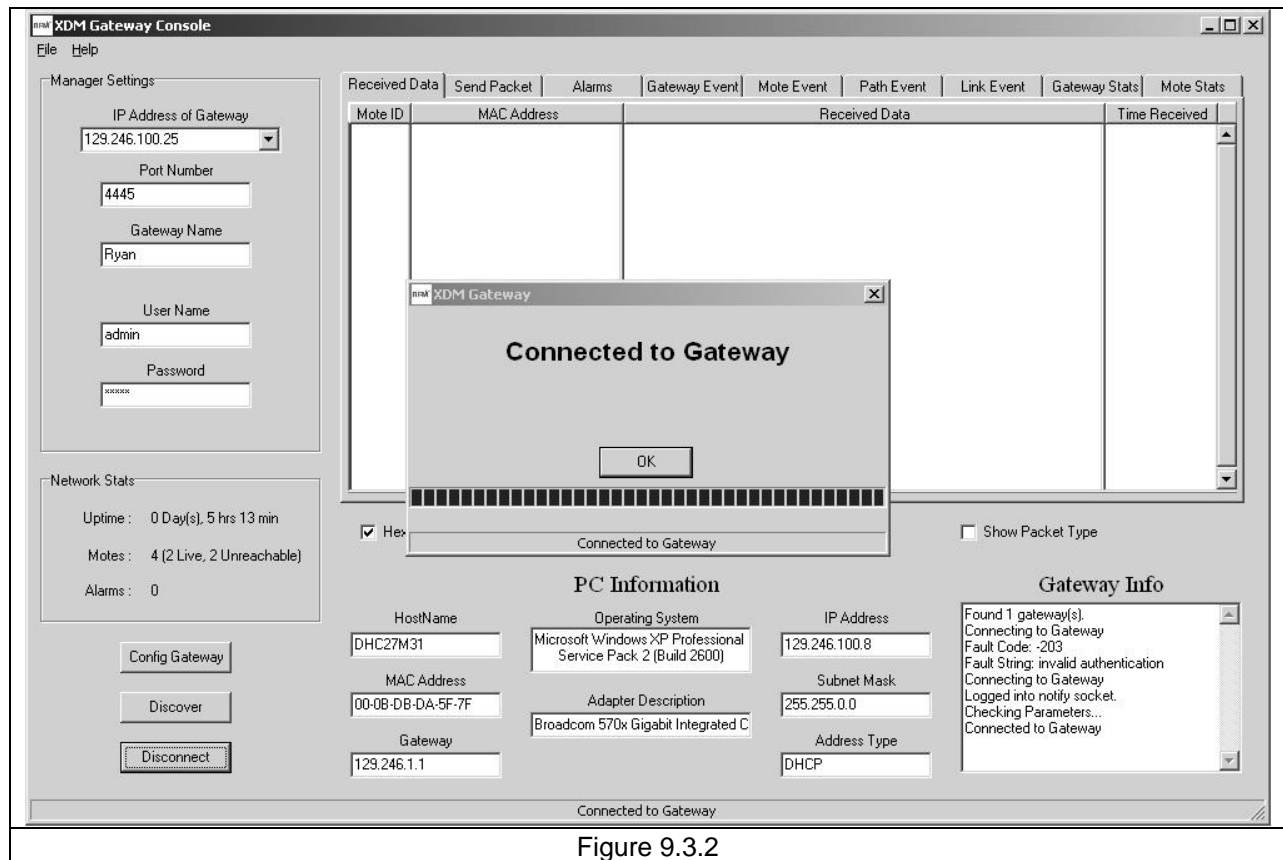 XDM Gateway Console
File Help
Manager Settings
IP Address of Gateway
129.246.100.25
Port Number
4445
Gateway Name
Ryan
User Name
admin
Password
xxxxx
Network Stats
Uptime : 0 Day(s), 5 hrs 13 min
Motes : 4 (2 Live, 2 Unreachable)
Alarms : 0
Config Gateway
Discover
Disconnect
Received Data Send Packet Alarms Gateway Event Mote Event Path Event Link Event Gateway Stats Mote Stats
Mote ID MAC Address Received Data Time Received
XDM Gateway
Connected to Gateway
OK
Connected to Gateway
Hex
Show Packet Type
PC Information
HostName
DHC27M31
MAC Address
00-0B-DB-DA-5F-7F
Gateway
129.246.1.1
Operating System
Microsoft Windows XP Professional
Service Pack 2 (Build 2600)
Adapter Description
Broadcom 570x Gigabit Integrated C
IP Address
129.246.100.8
Subnet Mask
255.255.0.0
Address Type
DHCP
Gateway Info
Found 1 gateway(s).
Connecting to Gateway
Fault Code: -203
Fault String: invalid authentication
Connecting to Gateway
Logged into notify socket.
Checking Parameters...
Connected to Gateway
Connected to Gateway
Figure 9.3.2